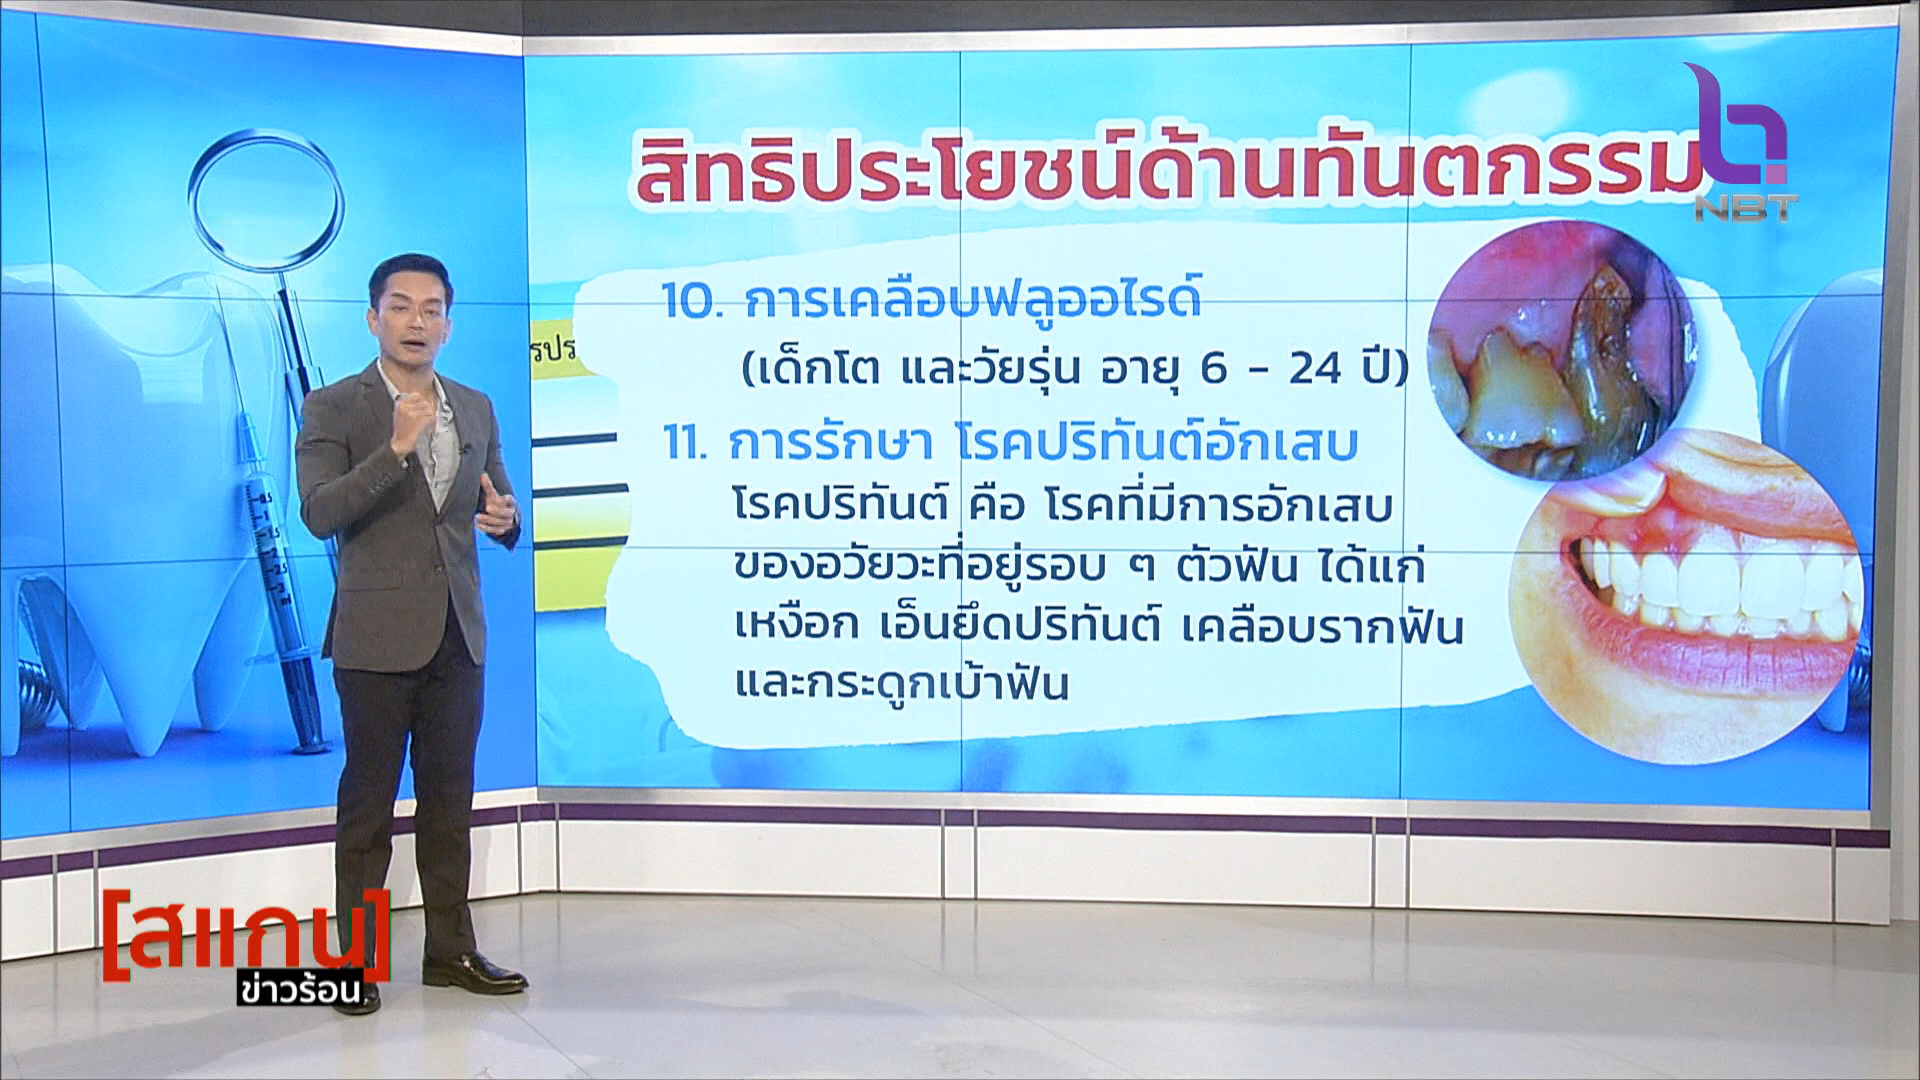 สิทธิประโยชน์ด้านทันตกรรม
NBT
10. การเคลือบฟลูออไรด์
(เด็กโต และวัยรุ่น อายุ 6 - 24 ปี)
11. การรักษา โรคปริทันต์อักเสบ
โรคปริทันต์ คือ โรคที่มีการอักเสบ
ของอวัยวะที่อยู่รอบ ๆ ตัวฟัน ได้แก่
เหงือก เอ็นยึดปริทันต์ เคลือบรากฟัน
และกระดูกเบ้าฟัน
[สแกน]
ข่าวร้อน